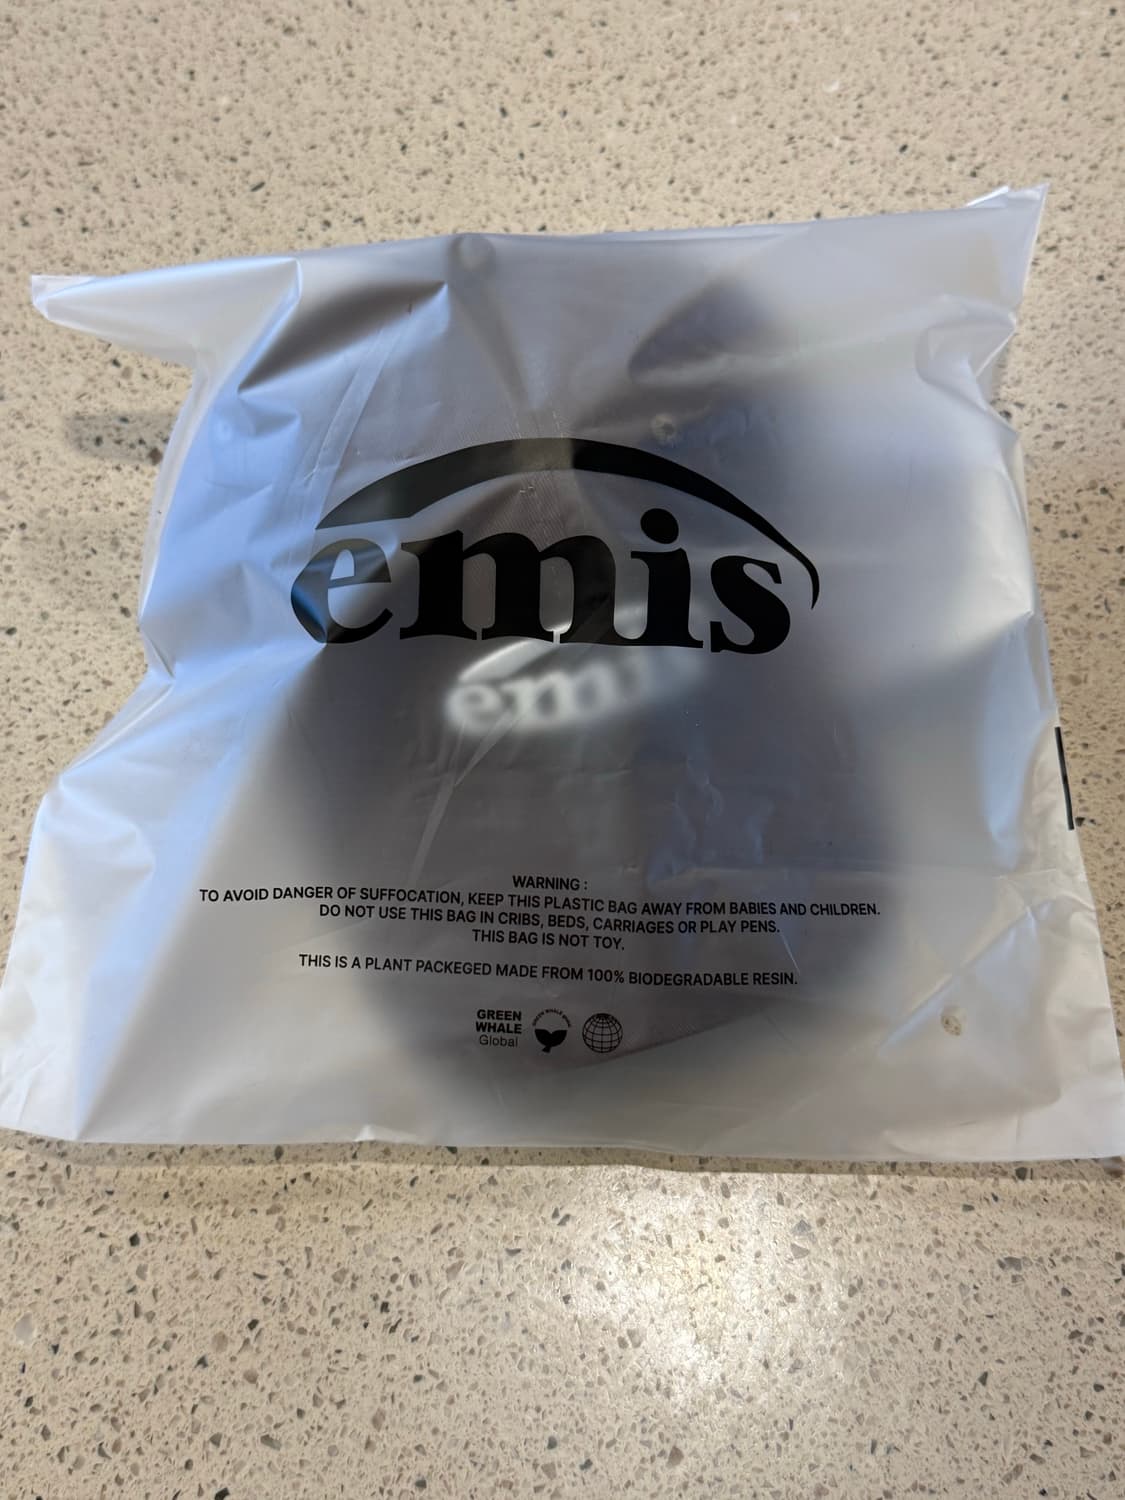 emis
emi
WARNING :
TO AVOID DANGER OF SUFFOCATION, KEEP THIS PLASTIC BAG AWAY FROM BABIES AND CHILDREN.
DO NOT USE THIS BAG IN CRIBS, BEDS, CARRIAGES OR PLAY PENS.
THIS BAG IS NOT TOY.
THIS IS A PLANT PACKEGED MADE FROM 100% BIODEGRADABLE RESIN.
GREEN
WHALE
Global